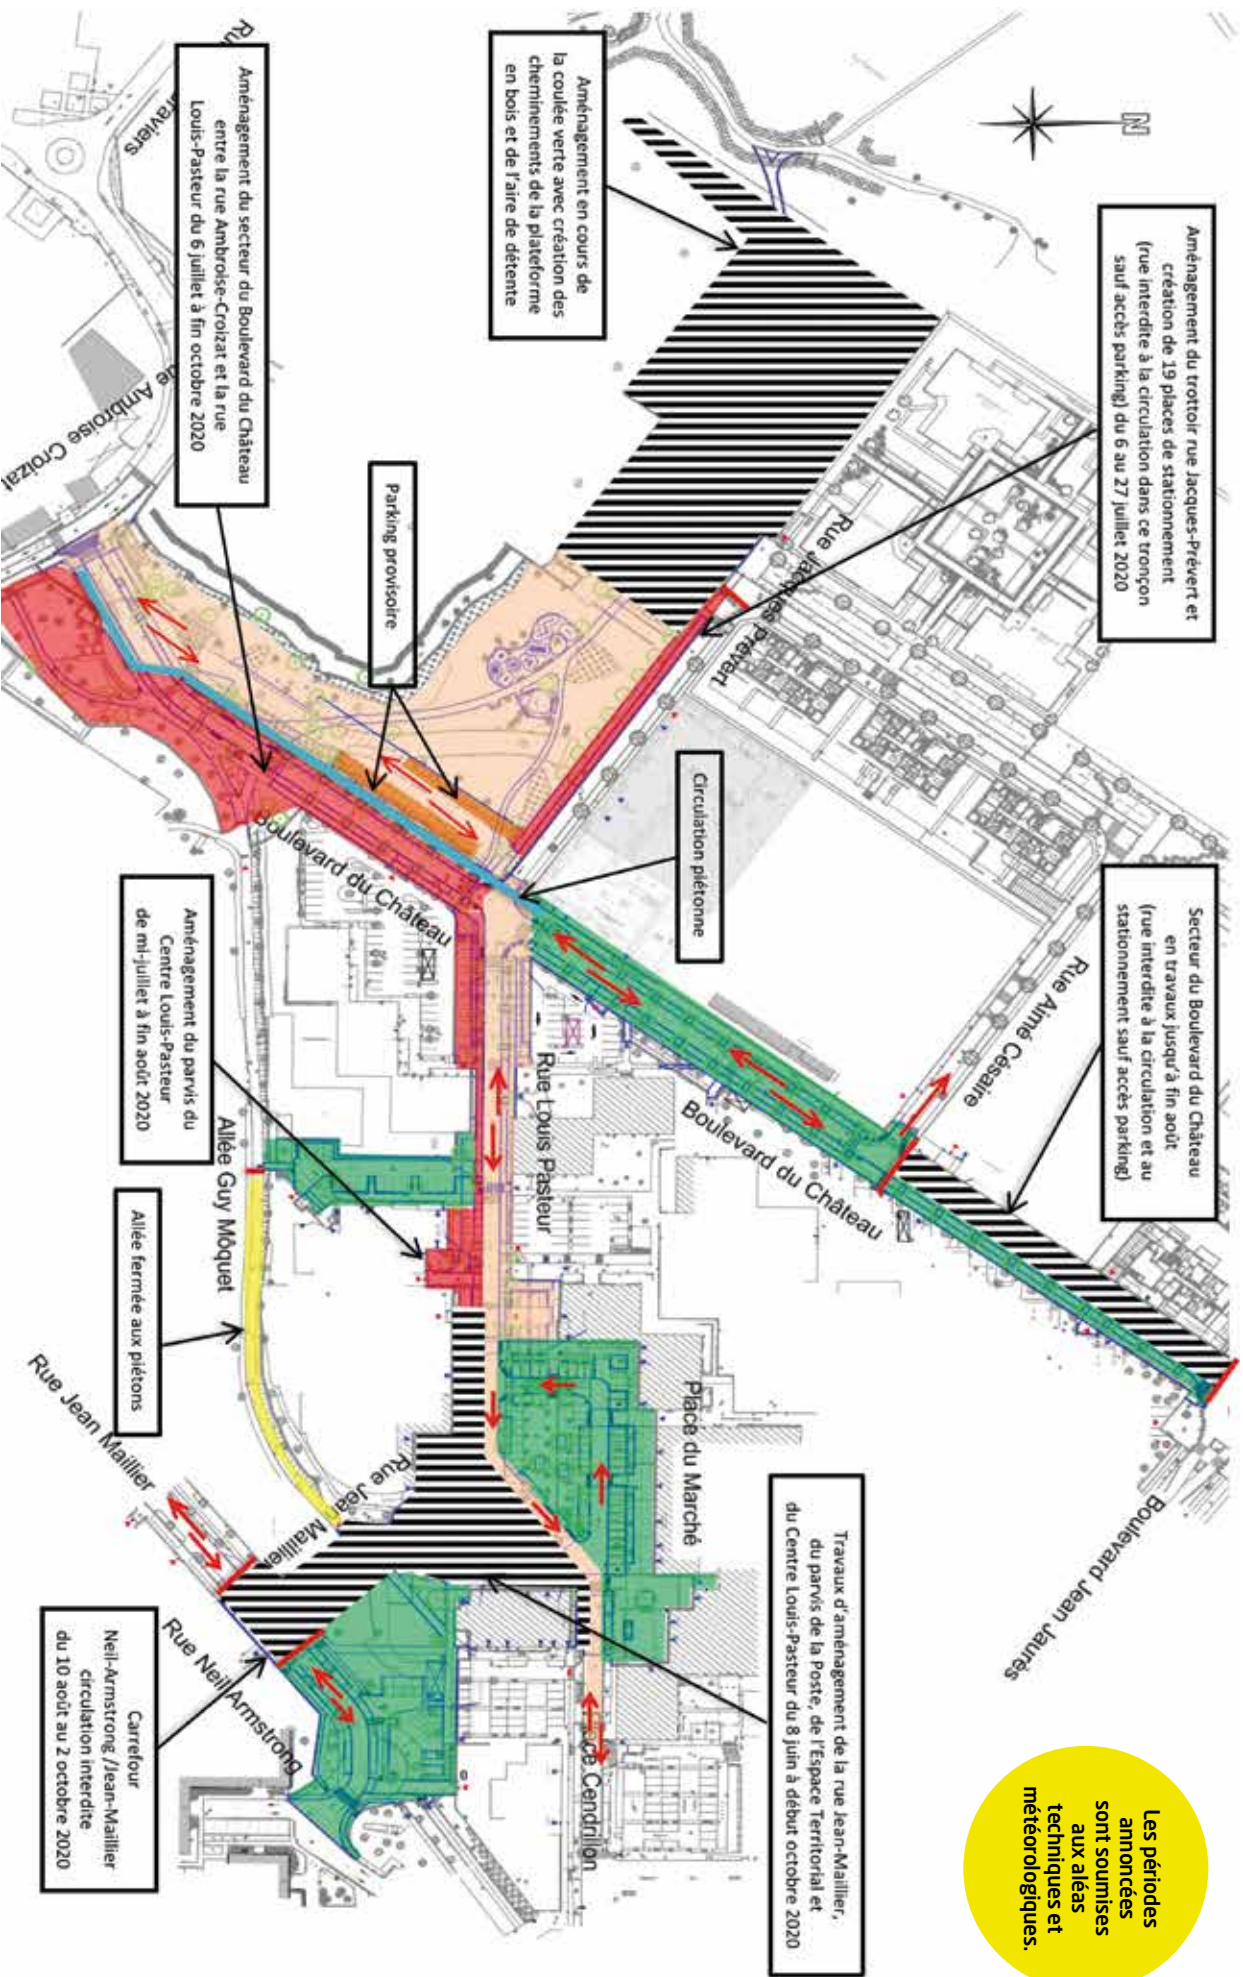 N
Aménagement du trottoir rue Jacques-Prévert et
création de 19 places de stationnement
(rue interdite à la circulation dans ce tronçon
sauf accès parking) du 6 au 27 juillet 2020
Secteur du Boulevard du Château
en travaux jusqu'à fin août
(rue interdite à la circulation et au
stationnement sauf accès parking)
Les périodes
annoncées
sont soumises
aux aléas
techniques et
météorologiques.
Aménagement en cours de
la coulée verte avec création des
cheminements de la plateforme
en bois et de l'aire de détente
Rue Jacques Prévert
Circulation piétonne
Rue Aimé Césaire
Boulevard du Château
Boulevard Jean Jaurès
Parking provisoire
Aménagement du secteur du Boulevard du Château
entre la rue Ambroise-Croizat et la rue
Louis-Pasteur du 6 juillet à fin octobre 2020
de Ambroise Croizat
Boulevard du Château
Rue Louis Pasteur
Place du Marché
Travaux d'aménagement de la rue Jean-Maillier,
du parvis de la Poste, de l'Espace Territorial et
du Centre Louis-Pasteur du 8 juin à début octobre 2020
Cendrillon
Aménagement du parvis du
Centre Louis-Pasteur
de mi-juillet à fin août 2020
Allée Guy Môquet
Allée fermée aux piétons
Rue Jean Maillier
Rue Jean Maillier
Rue Neil Armstrong
Carrefour
Neil-Armstrong /Jean-Maillier
circulation interdite
du 10 août au 2 octobre 2020